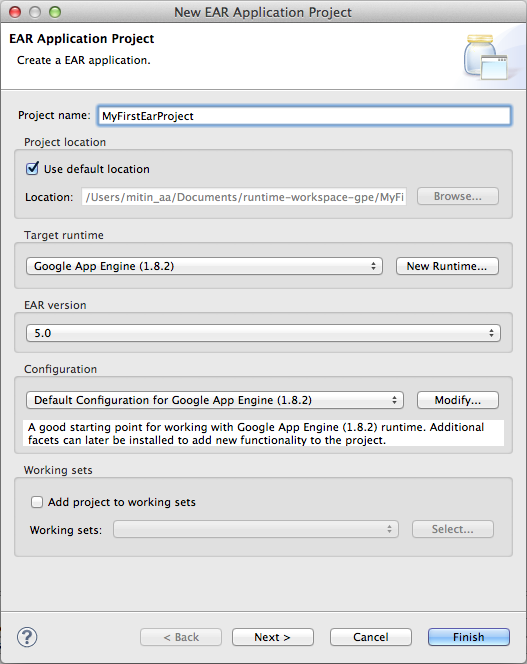 New EAR Application Project
EAR Application Project
Create a EAR application.
Project name: MyFirstEarProject
Project location
Use default location
Location: /Users/mitin_aa/Documents/runtime-workspace-gpe/MyFi Browse...
Target runtime
Google App Engine (1.8.2) New Runtime...
EAR version
5.0
Configuration
Default Configuration for Google App Engine (1.8.2) Modify...
A good starting point for working with Google App Engine (1.8.2) runtime. Additional
facets can later be installed to add new functionality to the project.
Working sets
Add project to working sets
Working sets: Select...
? < Back Next > Cancel Finish